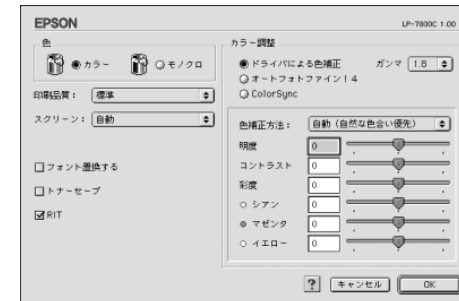 EPSON
LP-7800C 1.00
色
カラー
モノクロ
印刷品質： 標準
スクリーン： 自動
フォント置換する
トナーセーブ
RIT
カラー調整
ドライバによる色補正 ガンマ 1.8
オートフォトファイン！4
ColorSync
色補正方法： 自動（自然な色合い優先）
明度 0
コントラスト 0
彩度 0
シアン 0
マゼンタ 0
イエロー 0
? キャンセル OK